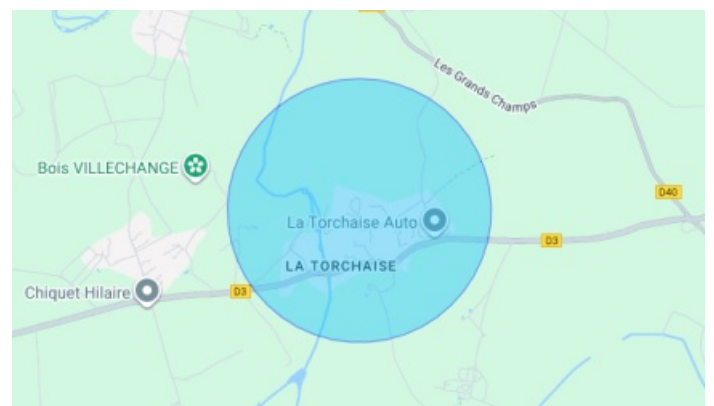 Les Grands Champs
Bois VILLECHANGE
D40
La Torchaise Auto
D3
LA TORCHAISE
Chiquet Hilaire
D3